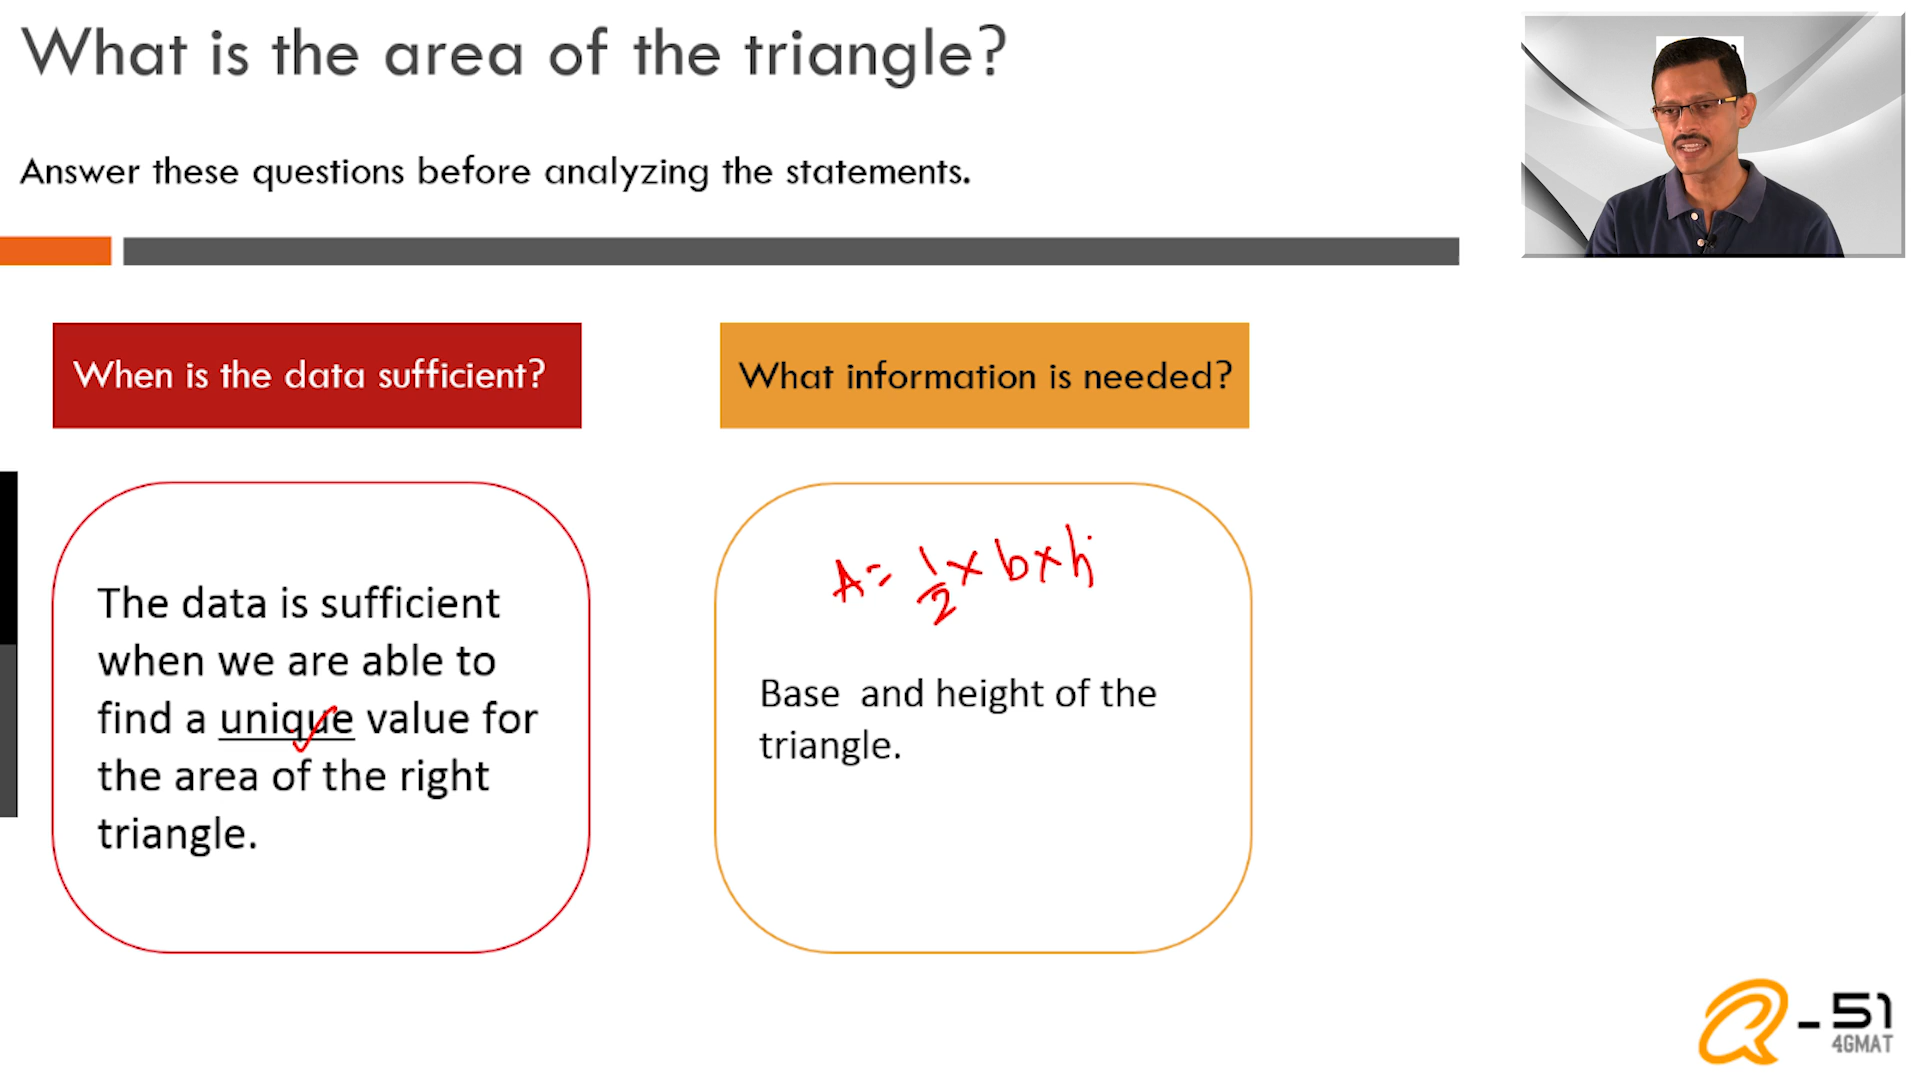 What is the area of the triangle?
Answer these questions before analyzing the statements.
When is the data sufficient?
What information is needed?
The data is sufficient
when we are able to
find a unique value for
the area of the right
triangle.
A = 1/2 × b × h
Base and height of the
triangle.
Q-51
4GMAT